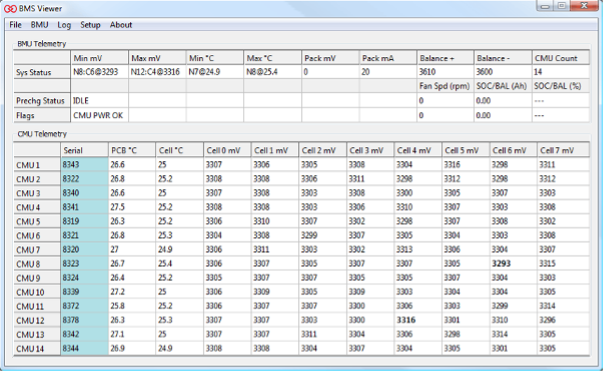 BMS Viewer
File BMU Log Setup About
BMU Telemetry
Min mV Max mV Min °C Max °C Pack mV Pack mA Balance + Balance - CMU Count
Sys Status N8:C6@3293 N12:C4@3316 N7@24.9 N8@25.4 0 20 3610 3600 14
Fan Spd (rpm) SOC/BAL (Ah) SOC/BAL (%)
Prechg Status IDLE 0 0.00 ---
Flags CMU PWR OK 0 0.00 ---
CMU Telemetry
Serial PCB °C Cell °C Cell 0 mV Cell 1 mV Cell 2 mV Cell 3 mV Cell 4 mV Cell 5 mV Cell 6 mV Cell 7 mV
CMU 1 8343 26.6 25 3307 3306 3305 3308 3304 3316 3298 3311
CMU 2 8322 26.8 25.2 3308 3308 3306 3311 3298 3312 3298 3312
CMU 3 8340 26.6 25 3308 3308 3303 3308 3300 3305 3307 3303
CMU 4 8341 27.5 25.2 3308 3308 3303 3306 3310 3307 3303 3308
CMU 5 8319 26.3 25.2 3306 3310 3307 3302 3298 3307 3308 3302
CMU 6 8321 26.8 25.3 3304 3308 3299 3307 3305 3304 3303 3308
CMU 7 8320 27 24.9 3306 3311 3303 3302 3313 3306 3304 3307
CMU 8 8323 26.7 25.4 3306 3307 3305 3307 3307 3305 3293 3315
CMU 9 8324 26.4 25.2 3305 3307 3305 3305 3305 3307 3304 3303
CMU 10 8339 27.2 25 3306 3307 3305 3309 3303 3304 3304 3305
CMU 11 8372 25.8 25.2 3306 3307 3307 3300 3306 3303 3299 3314
CMU 12 8378 26.3 25.3 3306 3307 3303 3300 3316 3304 3310 3296
CMU 13 8342 27.1 25 3307 3307 3311 3304 3306 3298 3314 3305
CMU 14 8344 26.9 24.9 3308 3308 3304 3307 3304 3305 3301 3305